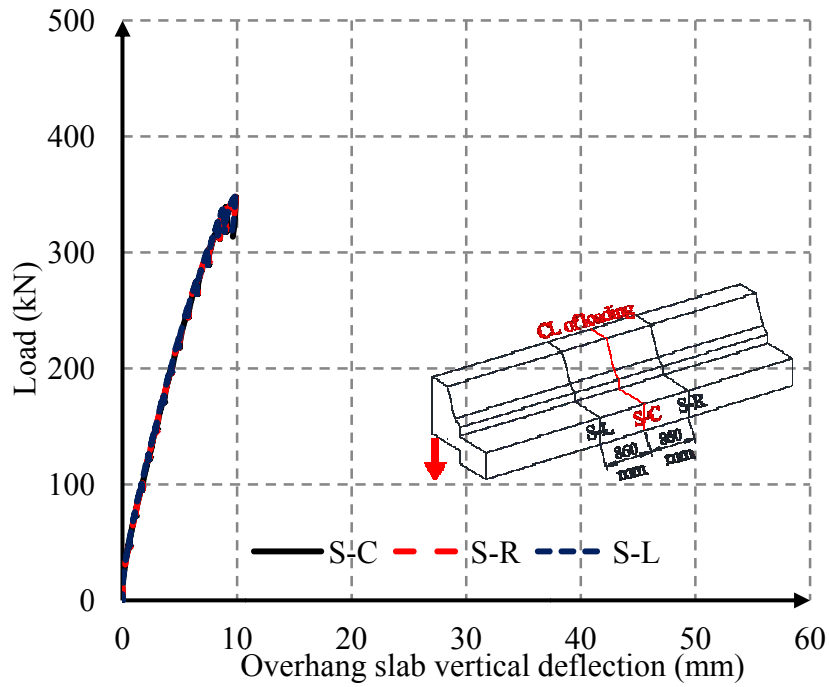 500
400
300
200
100
0
Load (kN)
CL of loading
S-L
S-C
S-R
860
mm
860
mm
S-C
S-R
S-L
0
10
20
30
40
50
60
Overhang slab vertical deflection (mm)